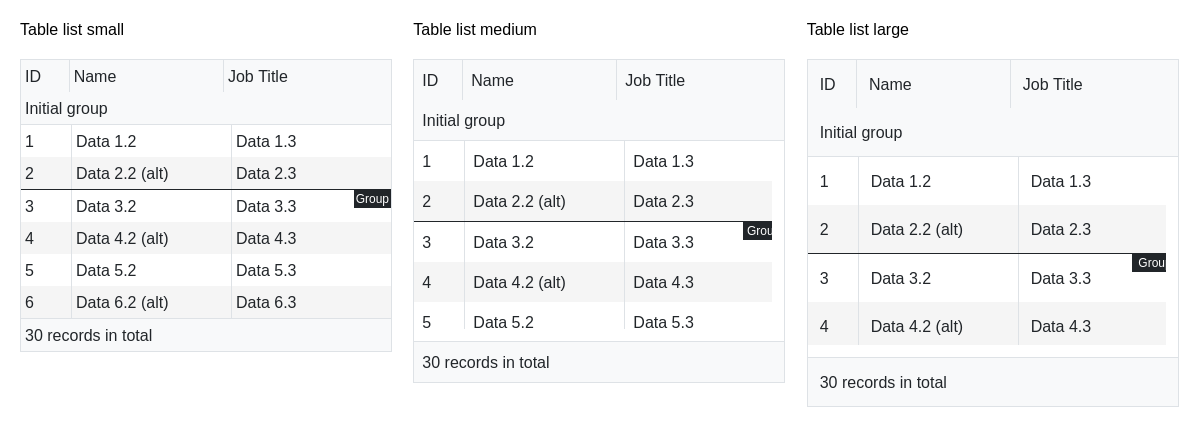 Table list small
ID Name Job Title
Initial group
1 Data 1.2 Data 1.3
2 Data 2.2 (alt) Data 2.3
Group
3 Data 3.2 Data 3.3
4 Data 4.2 (alt) Data 4.3
5 Data 5.2 Data 5.3
6 Data 6.2 (alt) Data 6.3
30 records in total
Table list medium
ID Name Job Title
Initial group
1 Data 1.2 Data 1.3
2 Data 2.2 (alt) Data 2.3
Grou
3 Data 3.2 Data 3.3
4 Data 4.2 (alt) Data 4.3
5 Data 5.2 Data 5.3
30 records in total
Table list large
ID Name Job Title
Initial group
1 Data 1.2 Data 1.3
2 Data 2.2 (alt) Data 2.3
Grou
3 Data 3.2 Data 3.3
4 Data 4.2 (alt) Data 4.3
30 records in total